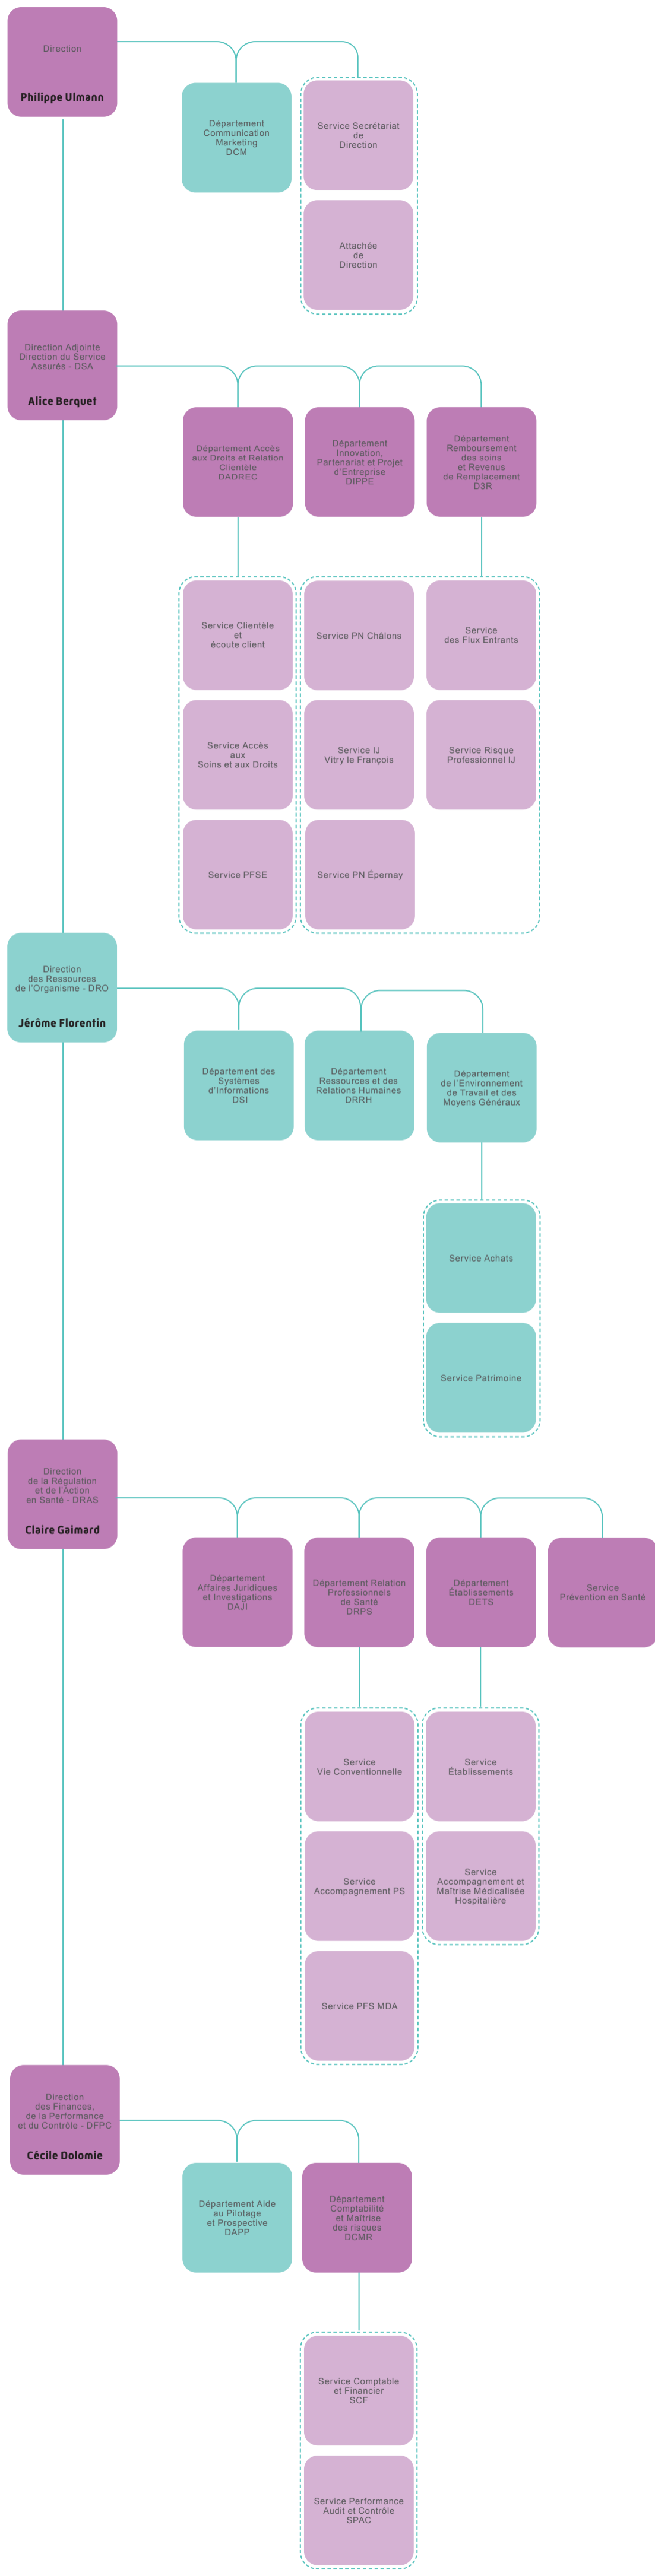 Direction
Philippe Ulmann
Département
Communication
Marketing
DCM
Service Secrétariat
de
Direction
Attachée
de
Direction
Direction Adjointe
Direction du Service
Assurés - DSA
Alice Berquet
Département Accès
aux Droits et Relation
Clientèle
DADREC
Département
Innovation,
Partenariat et Projet
d'Entreprise
DIPPE
Département
Remboursement
des soins
et Revenus
de Remplacement
D3R
Service Clientèle
et
écoute client
Service Accès
aux
Soins et aux Droits
Service PFSE
Service PN Châlons
Service IJ
Vitry le François
Service PN Épernay
Service
des Flux Entrants
Service Risque
Professionnel IJ
Direction
des Ressources
de l'Organisme - DRO
Jérôme Florentin
Département des
Systèmes
d'Informations
DSI
Département
Ressources et des
Relations Humaines
DRRH
Département
de l'Environnement
de Travail et des
Moyens Généraux
Service Achats
Service Patrimoine
Direction
de la Régulation
et de l'Action
en Santé - DRAS
Claire Gaimard
Département
Affaires Juridiques
et Investigations
DAJI
Département Relation
Professionnels
de Santé
DRPS
Département
Établissements
DETS
Service
Prévention en Santé
Service
Vie Conventionnelle
Service
Accompagnement PS
Service PFS MDA
Service
Établissements
Service
Accompagnement et
Maîtrise Médicalisée
Hospitalière
Direction
des Finances,
de la Performance
et du Contrôle - DFPC
Cécile Dolomie
Département Aide
au Pilotage
et Prospective
DAPP
Département
Comptabilité
et Maîtrise
des risques
DCMR
Service Comptable
et Financier
SCF
Service Performance
Audit et Contrôle
SPAC